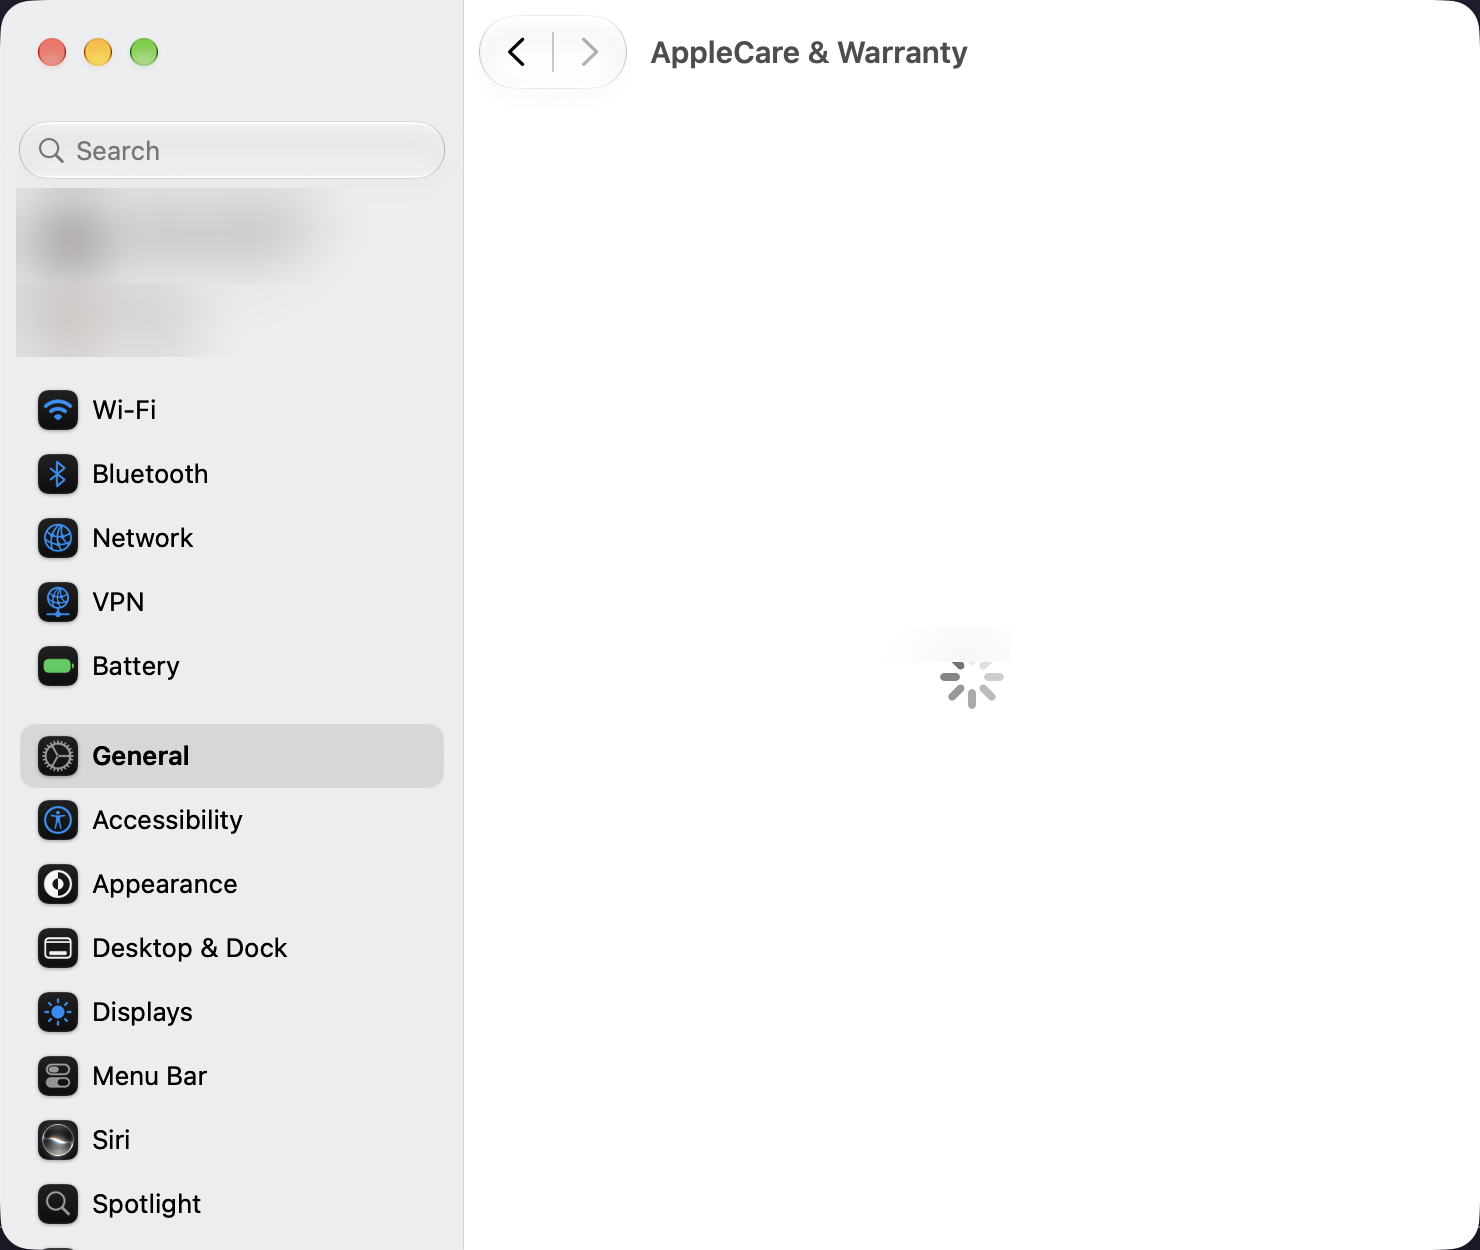 AppleCare & Warranty
Search
Wi-Fi
Bluetooth
Network
VPN
Battery
General
Accessibility
Appearance
Desktop & Dock
Displays
Menu Bar
Siri
Spotlight